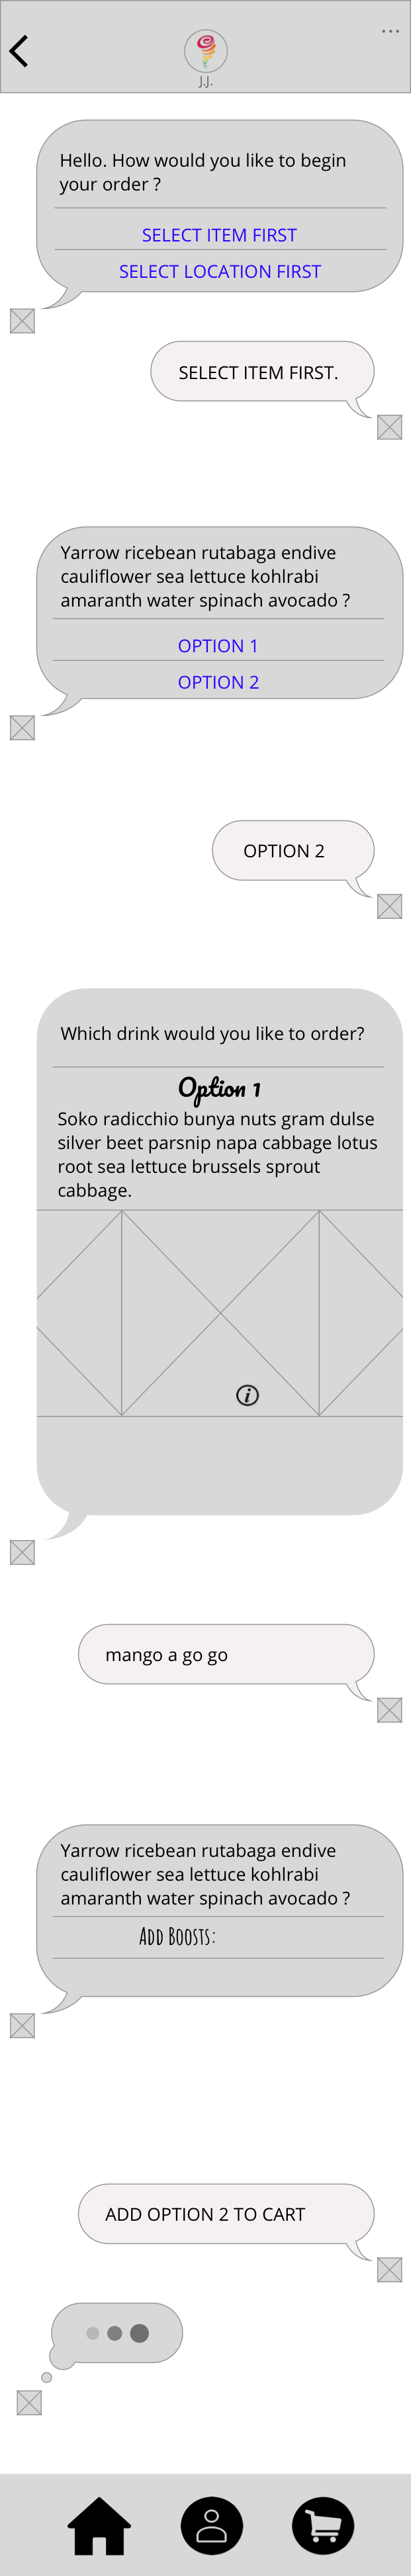 J.J.
Hello. How would you like to begin
your order ?
SELECT ITEM FIRST
SELECT LOCATION FIRST
SELECT ITEM FIRST.
Yarrow ricebean rutabaga endive
cauliflower sea lettuce kohlrabi
amaranth water spinach avocado ?
OPTION 1
OPTION 2
OPTION 2
Which drink would you like to order?
Option 1
Soko radicchio bunya nuts gram dulse
silver beet parsnip napa cabbage lotus
root sea lettuce brussels sprout
cabbage.
i
mango a go go
Yarrow ricebean rutabaga endive
cauliflower sea lettuce kohlrabi
amaranth water spinach avocado ?
Add Boosts:
ADD OPTION 2 TO CART